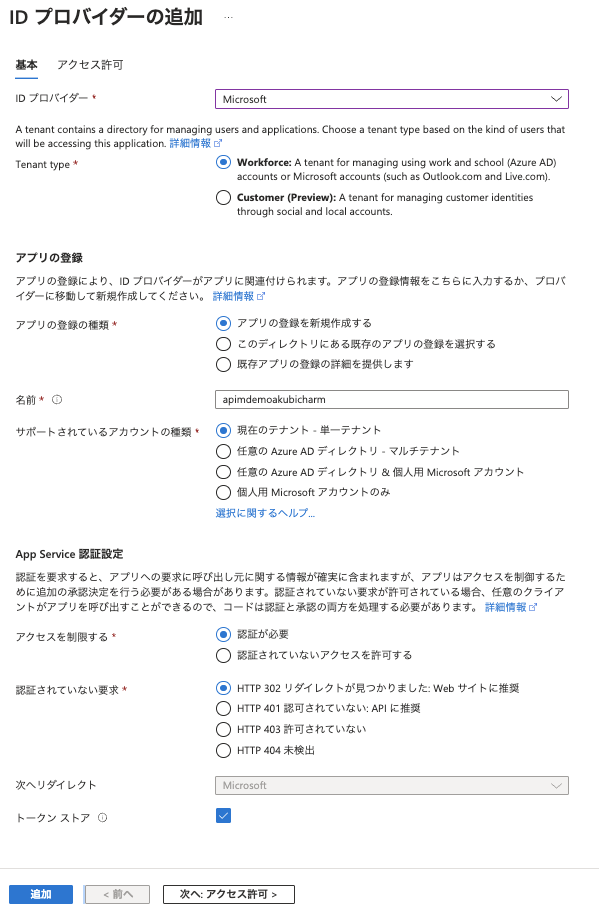 ID プロバイダーの追加 …
基本 アクセス許可
ID プロバイダー * Microsoft
A tenant contains a directory for managing users and applications. Choose a tenant type based on the kind of users that
will be accessing this application. 詳細情報
Tenant type * Workforce: A tenant for managing using work and school (Azure AD)
accounts or Microsoft accounts (such as Outlook.com and Live.com).
Customer (Preview): A tenant for managing customer identities
through social and local accounts.
アプリの登録
アプリの登録により、ID プロバイダーがアプリに関連付けられます。アプリの登録情報をこちらに入力するか、プロバ
イダーに移動して新規作成してください。 詳細情報
アプリの登録の種類 * アプリの登録を新規作成する
このディレクトリにある既存のアプリの登録を選択する
既存アプリの登録の詳細を提供します
名前 * apimdemoakubicharm
サポートされているアカウントの種類 * 現在のテナント - 単一テナント
任意の Azure AD ディレクトリ - マルチテナント
任意の Azure AD ディレクトリ & 個人用 Microsoft アカウント
個人用 Microsoft アカウントのみ
選択に関するヘルプ...
App Service 認証設定
認証を要求すると、アプリへの要求に呼び出し元に関する情報が確実に含まれますが、アプリはアクセスを制御するた
めに追加の承認決定を行う必要がある場合があります。認証されていない要求が許可されている場合、任意のクライア
ントがアプリを呼び出すことができるので、コードは認証と承認の両方を処理する必要があります。 詳細情報
アクセスを制限する * 認証が必要
認証されていないアクセスを許可する
認証されていない要求 * HTTP 302 リダイレクトが見つかりました: Web サイトに推奨
HTTP 401 認可されていない: API に推奨
HTTP 403 許可されていない
HTTP 404 未検出
次へリダイレクト Microsoft
トークン ストア
追加 < 前へ 次へ: アクセス許可 >